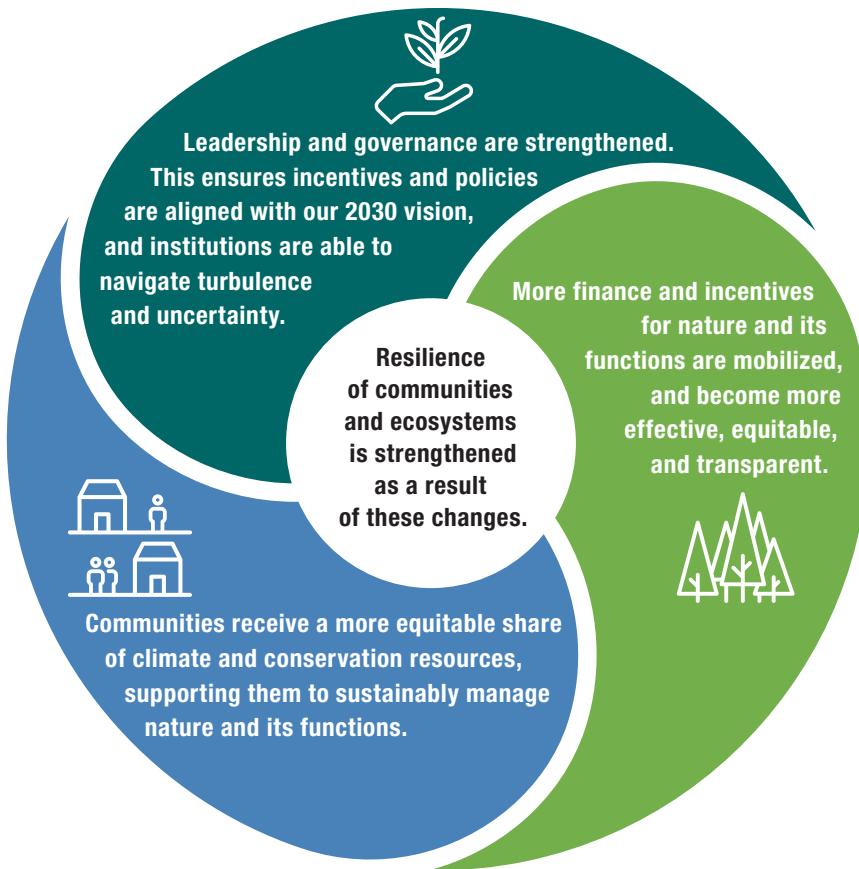 Leadership and governance are strengthened.
This ensures incentives and policies
are aligned with our 2030 vision,
and institutions are able to
navigate turbulence
and uncertainty.
More finance and incentives
for nature and its
functions are mobilized,
and become more
effective, equitable,
and transparent.
Resilience
of communities
and ecosystems
is strengthened
as a result
of these changes.
Communities receive a more equitable share
of climate and conservation resources,
supporting them to sustainably manage
nature and its functions.